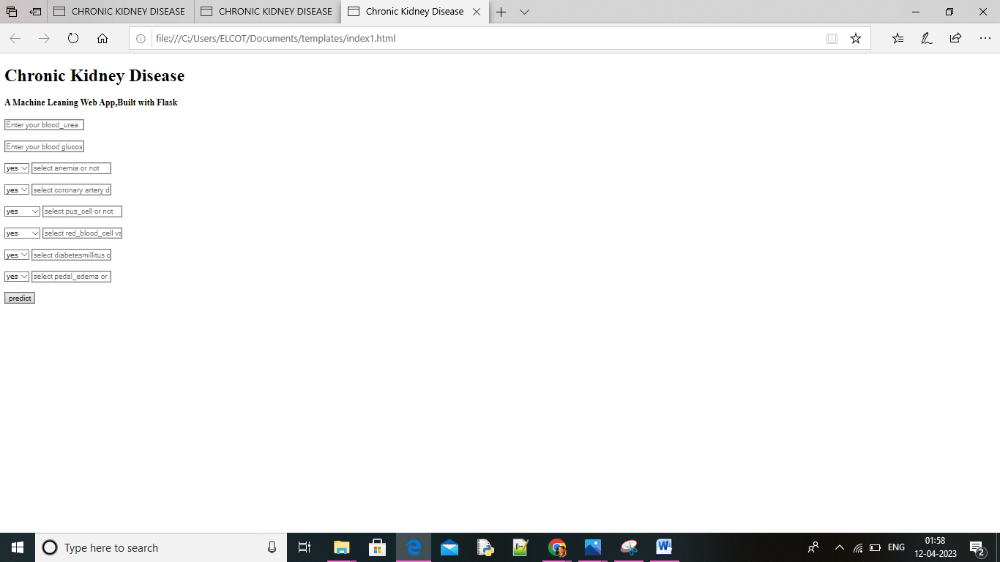 CHRONIC KIDNEY DISEASE
CHRONIC KIDNEY DISEASE
Chronic Kidney Disease
file:///C:/Users/ELCOT/Documents/templates/index1.html
Chronic Kidney Disease
A Machine Leaning Web App,Built with Flask
Enter your blood_urea
Enter your blood glucos
yes select anemia or not
yes select coronary artery d
yes select pus_cell or not
yes select red_blood_cell va
yes select diabetesmillitus c
yes select pedal_edema or
predict
Type here to search
ENG
01:58
12-04-2023
2